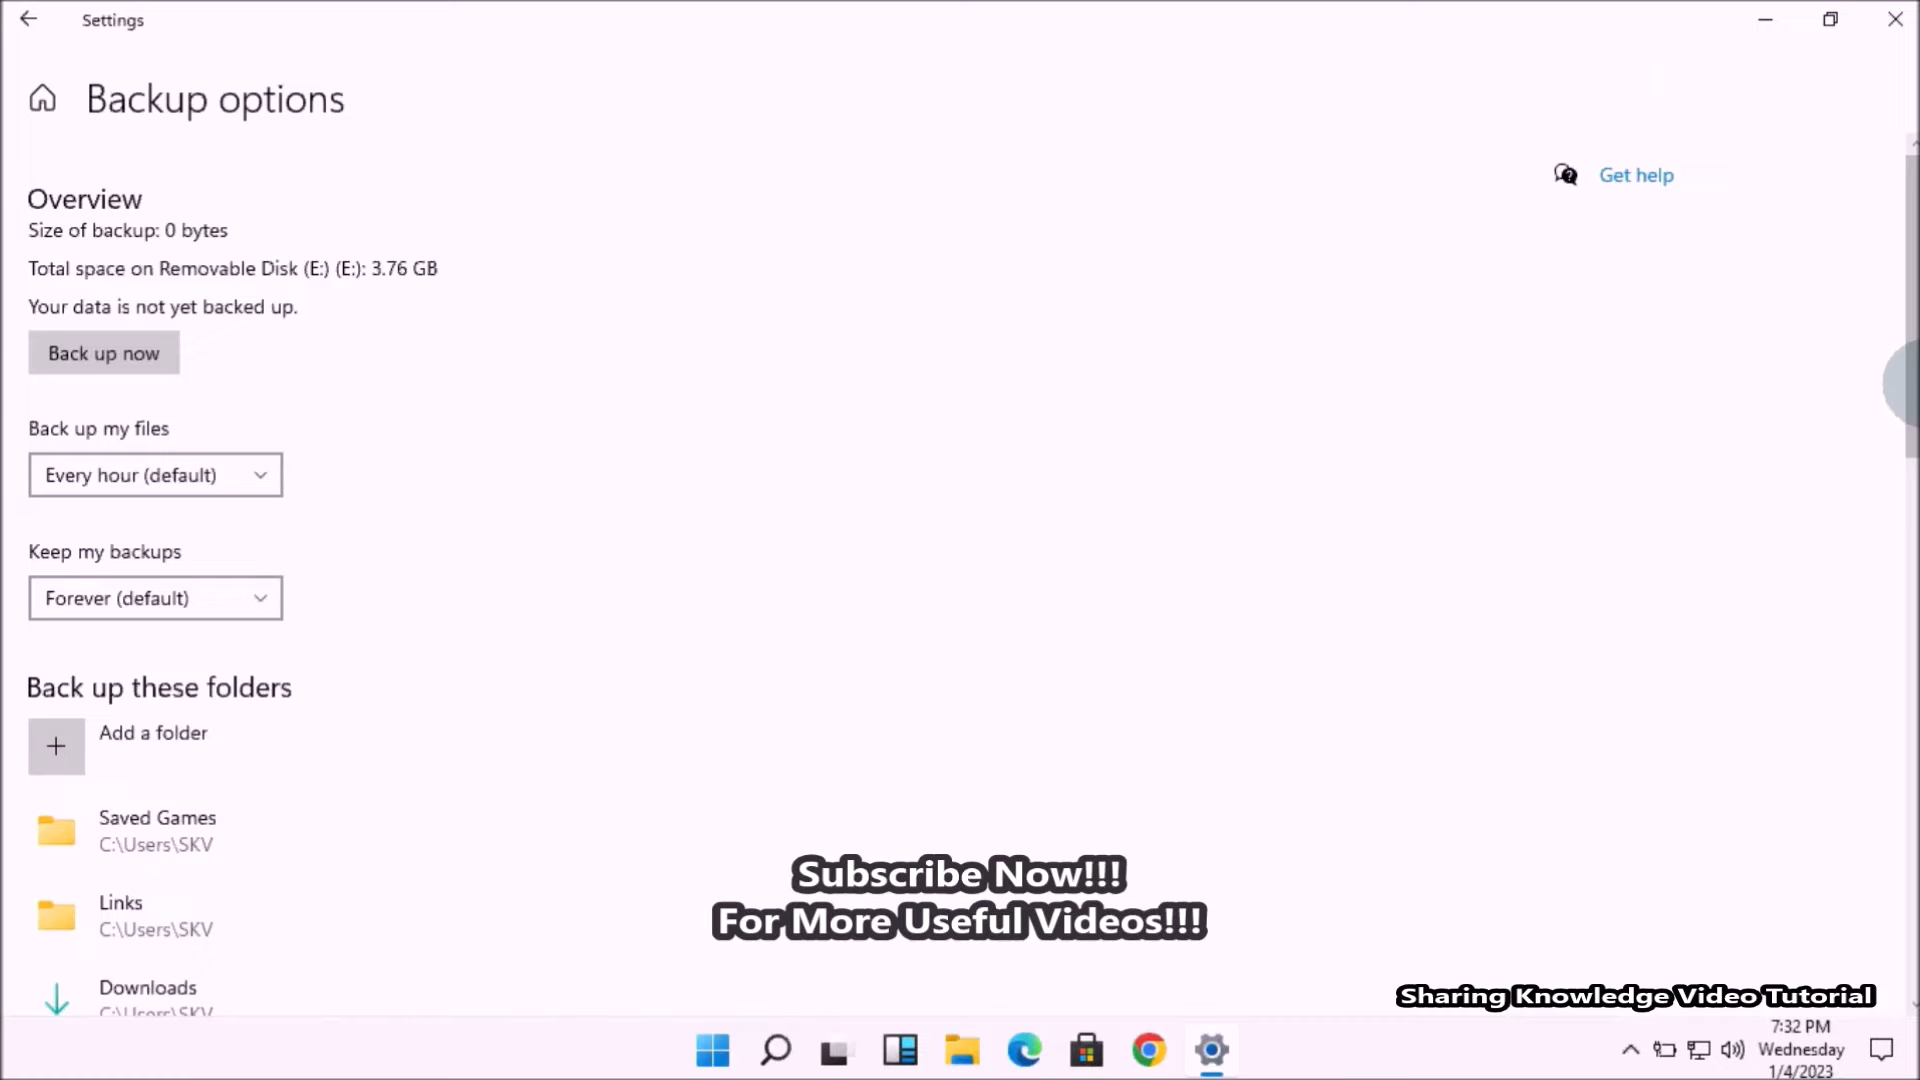 Settings
Backup options
Get help
Overview
Size of backup: 0 bytes
Total space on Removable Disk (E:) (E:): 3.76 GB
Your data is not yet backed up.
Back up now
Back up my files
Every hour (default)
Keep my backups
Forever (default)
Back up these folders
Add a folder
Saved Games
C:\Users\SKV
Links
C:\Users\SKV
Downloads
C:\Users\SKV
Subscribe Now!!!
For More Useful Videos!!!
Sharing Knowledge Video Tutorial
7:32 PM
Wednesday
1/4/2023